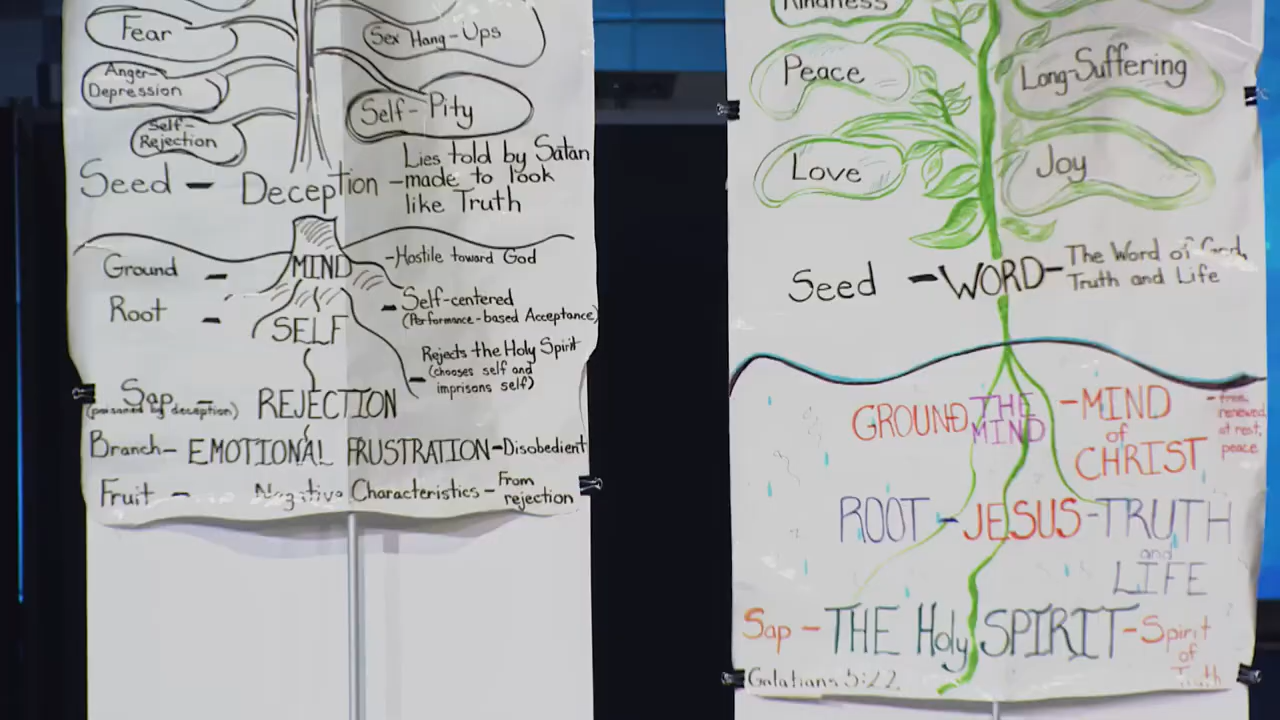 Fear
Sex Hang-Ups
Anger-
Depression
Self-Pity
Self-
Rejection
Seed - Deception - Lies told by Satan
made to look
like Truth
Ground - MIND - Hostile toward God
Root - SELF - Self-centered
(Performance-based Acceptance)
- Rejects the Holy Spirit
(chooses self and
imprisons self)
Sap - REJECTION
(poisoned by deception)
Branch - EMOTIONAL FRUSTRATION - Disobedient
Fruit - Negative Characteristics - From
rejection
Kindness
Peace
Long-Suffering
Love
Joy
Seed - WORD - The Word of God,
Truth and Life
GROUND THE
MIND - MIND
of
CHRIST
- free,
renewed,
at rest,
peace
ROOT - JESUS - TRUTH
and
LIFE
Sap - THE Holy SPIRIT - Spirit
of
Truth
Galatians 5:22